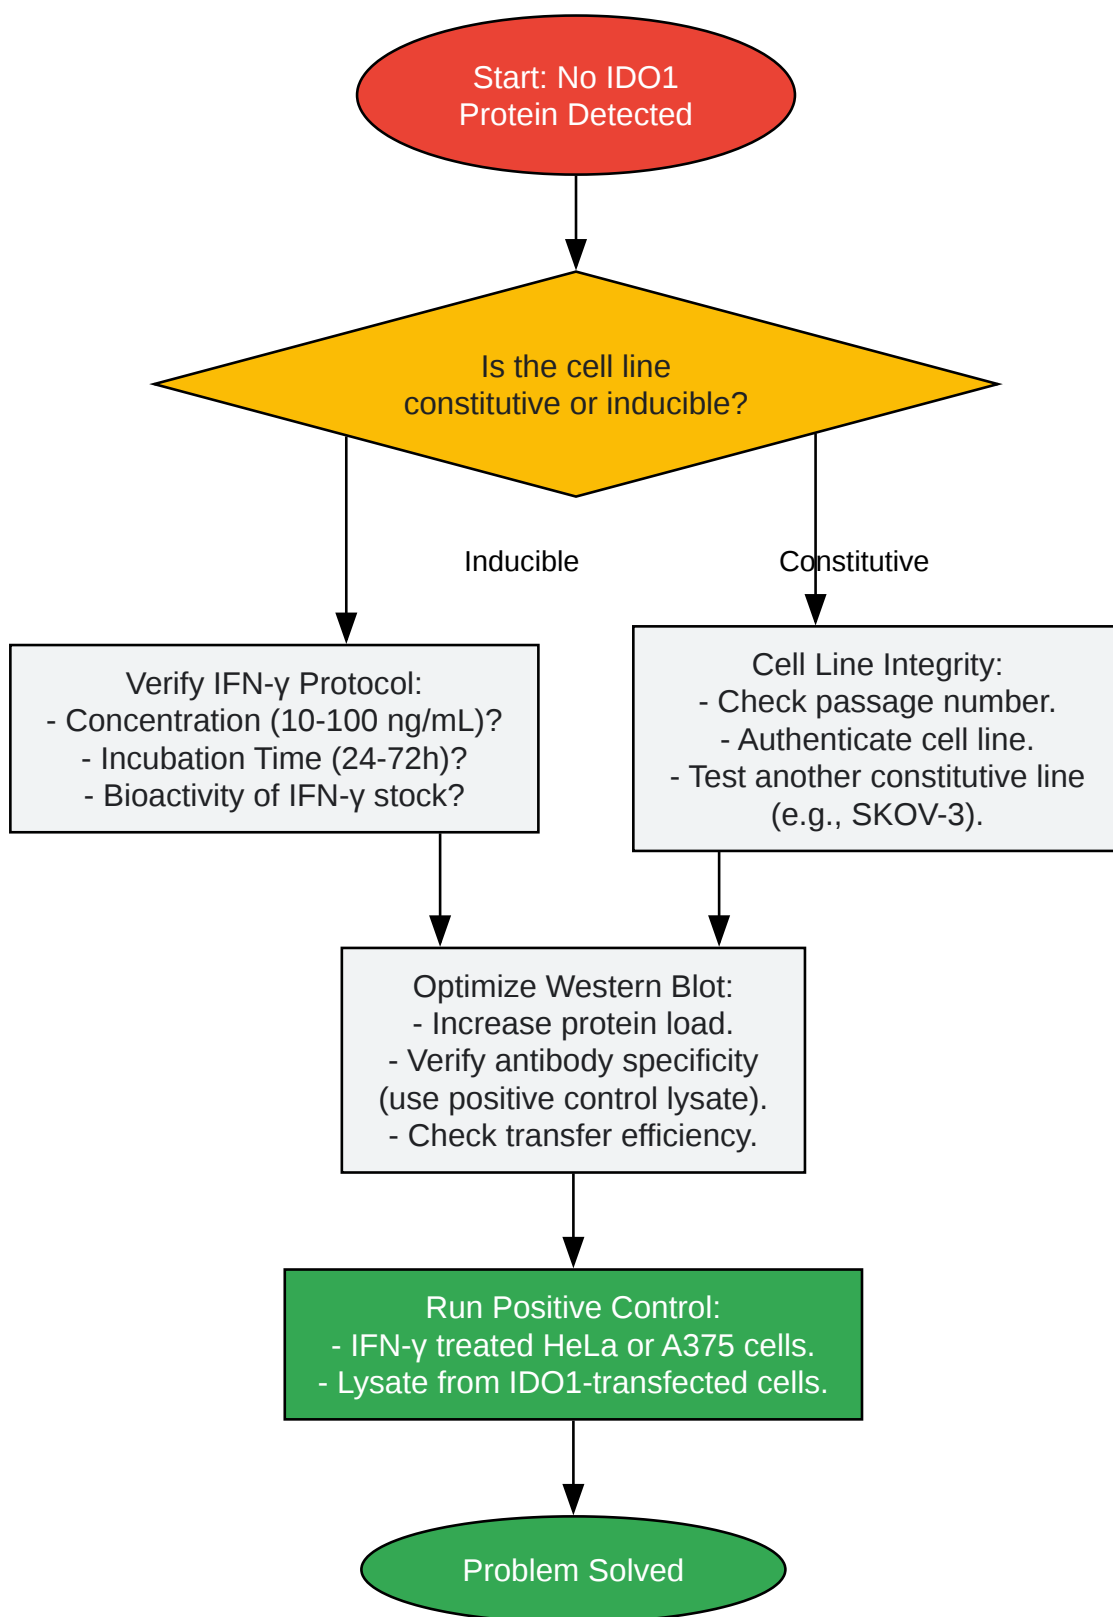 Start: No IDO1
Protein Detected
Is the cell line
constitutive or inducible?
Inducible
Constitutive
Verify IFN-γ Protocol:
- Concentration (10-100 ng/mL)?
- Incubation Time (24-72h)?
- Bioactivity of IFN-γ stock?
Cell Line Integrity:
- Check passage number.
- Authenticate cell line.
- Test another constitutive line
(e.g., SKOV-3).
Optimize Western Blot:
- Increase protein load.
- Verify antibody specificity
(use positive control lysate).
- Check transfer efficiency.
Run Positive Control:
- IFN-γ treated HeLa or A375 cells.
- Lysate from IDO1-transfected cells.
Problem Solved